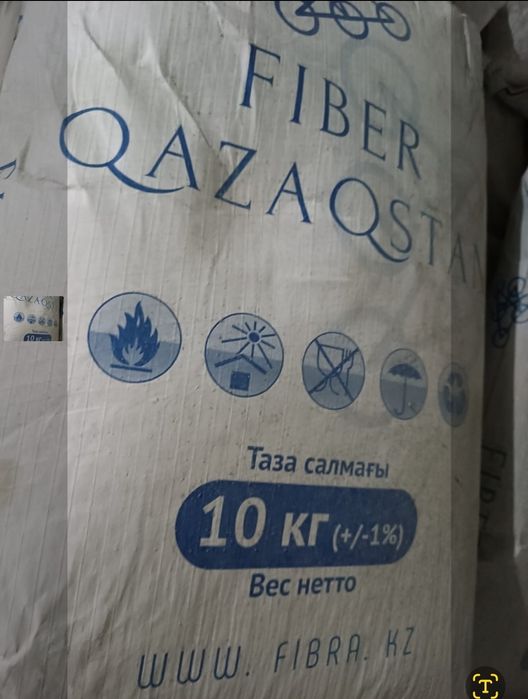 FIBER
QAZAQSTAN
Таза салмағы
10 кг (+/-1%)
Вес нетто
WWW. FIBRA. KZ